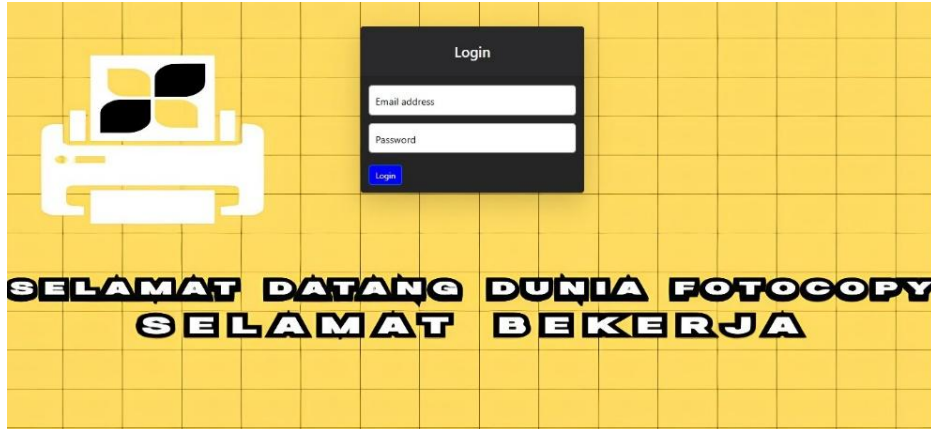 Login
Email address
Password
Login
SELAMAT DATANG DUNIA FOTOCOPY
SELAMAT BEKERJA